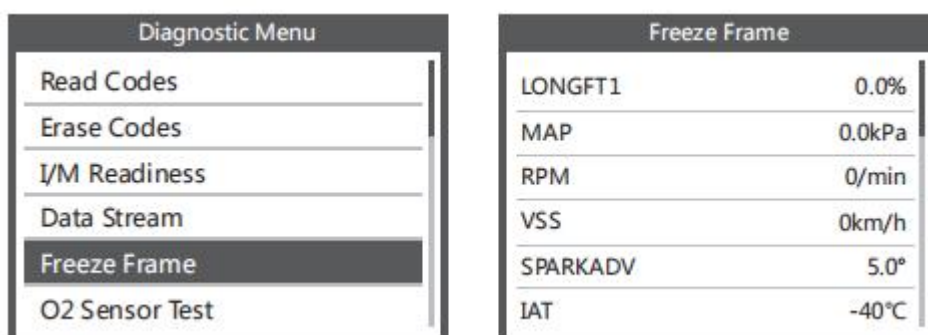 Diagnostic Menu
Read Codes
Erase Codes
I/M Readiness
Data Stream
Freeze Frame
O2 Sensor Test
Freeze Frame
LONGFT1 0.0%
MAP 0.0kPa
RPM 0/min
VSS 0km/h
SPARKADV 5.0°
IAT -40℃